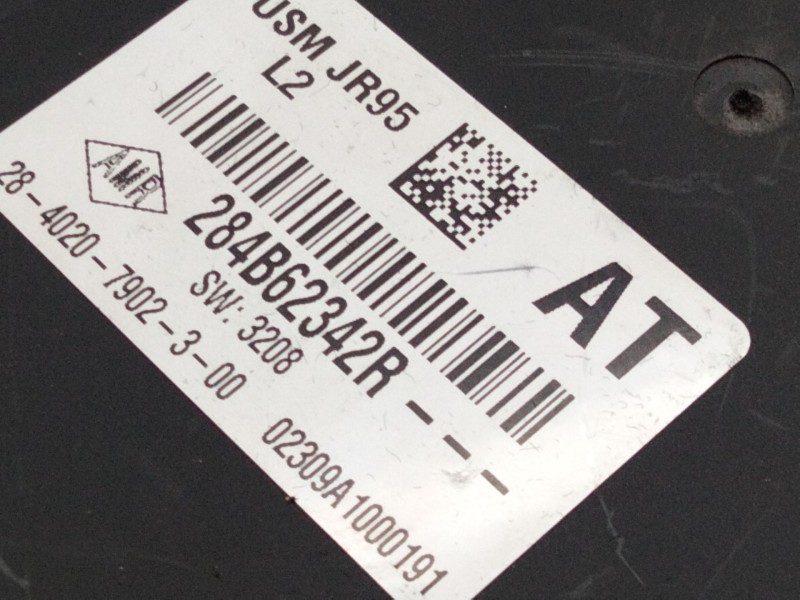 USM JR95
L2
AMR
284B62342R---
SW: 3208
28-4020-7902-3-00
02309A1000191
AT